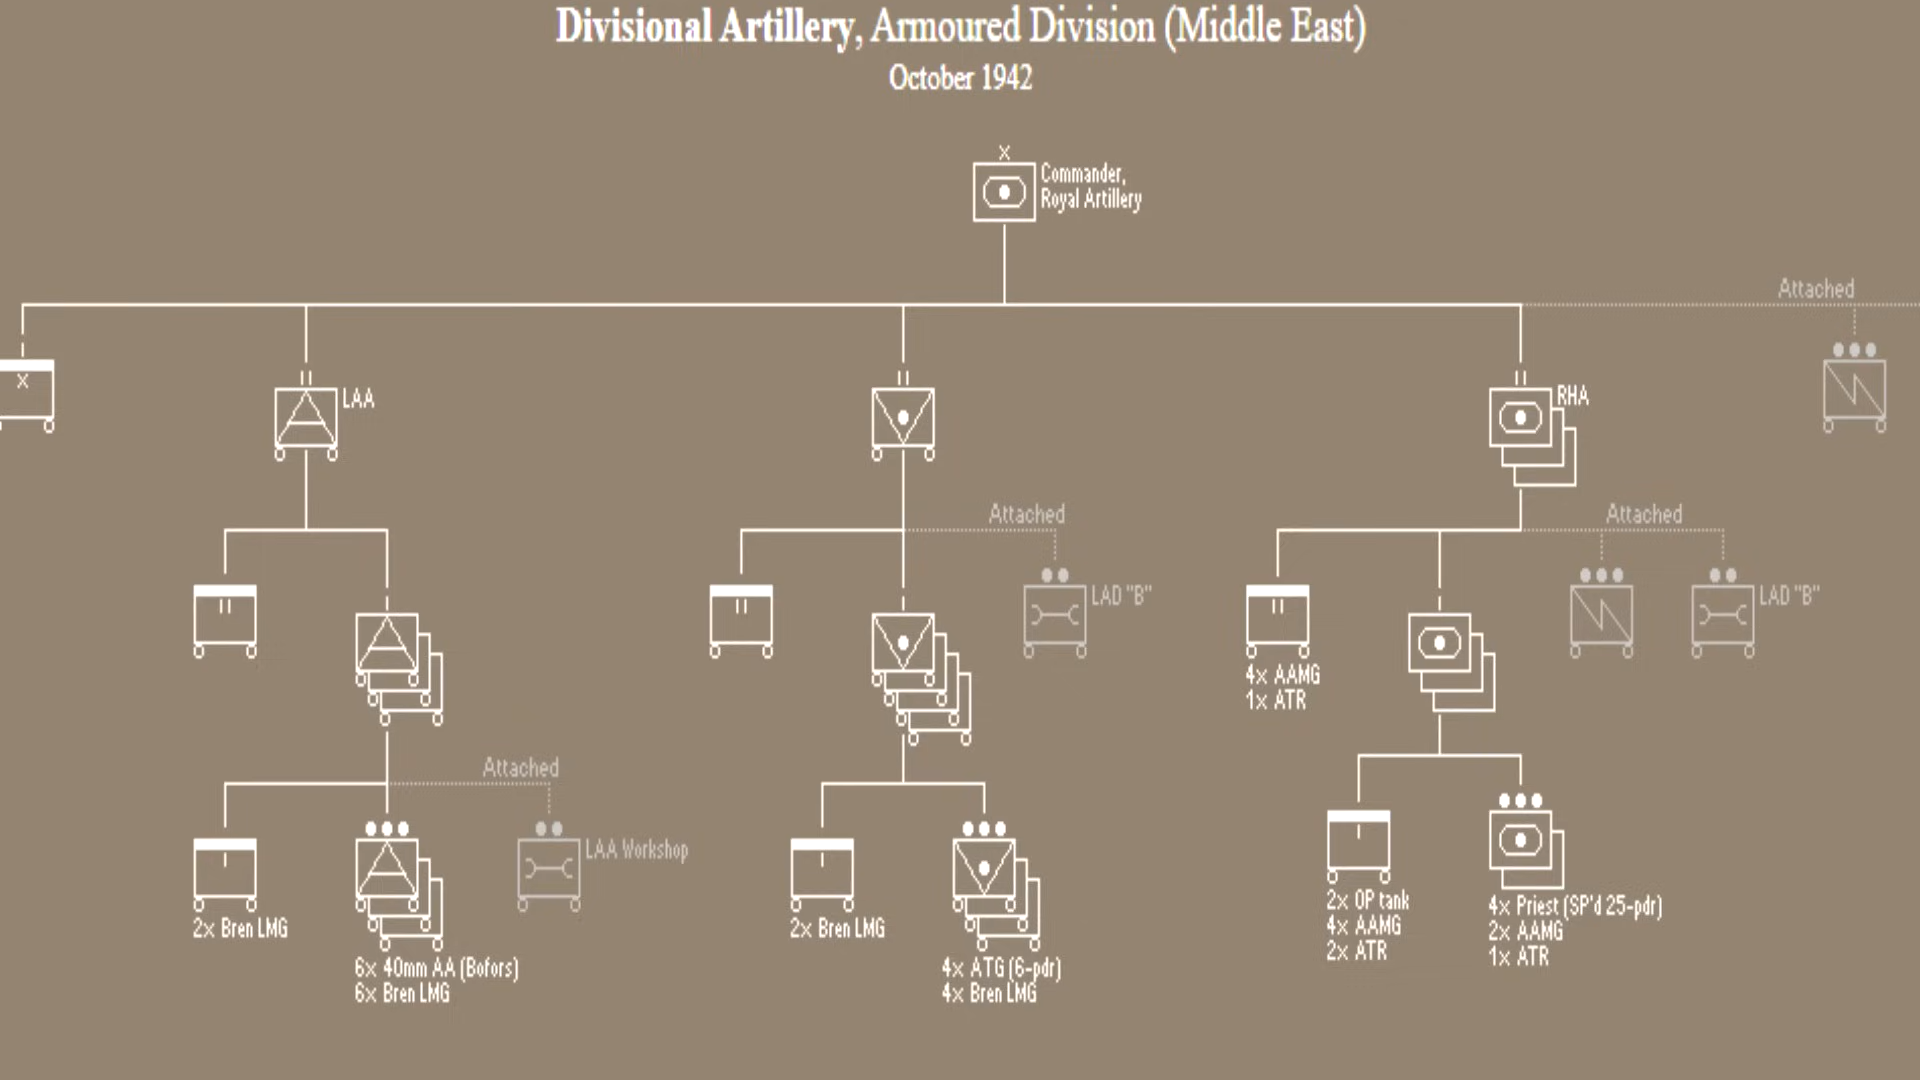 Divisional Artillery, Armoured Division (Middle East)
October 1942
X
Commander,
Royal Artillery
Attached
X
LAA
RHA
Attached
Attached
LAD "B"
LAD "B"
4x AAMG
1x ATR
Attached
LAA Workshop
2x Bren LMG
6x 40mm AA (Bofors)
6x Bren LMG
2x Bren LMG
4x ATG (6-pdr)
4x Bren LMG
2x OP tank
4x AAMG
2x ATR
4x Priest (SP'd 25-pdr)
2x AAMG
1x ATR